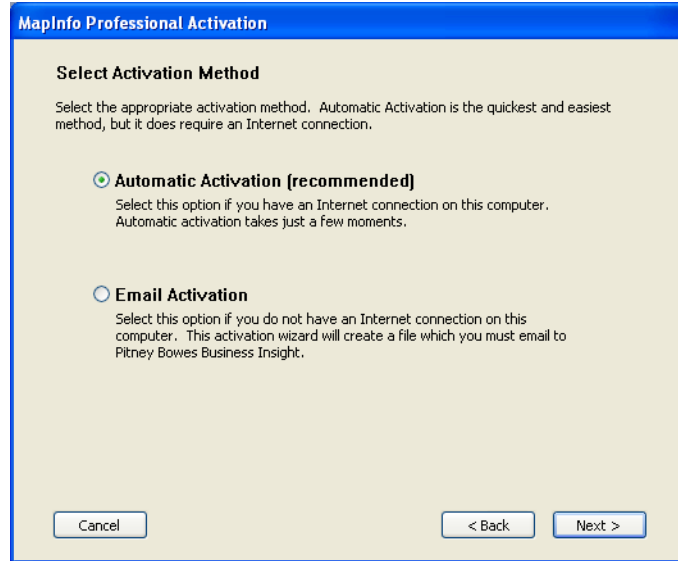 MapInfo Professional Activation
Select Activation Method
Select the appropriate activation method.  Automatic Activation is the quickest and easiest
method, but it does require an Internet connection.
Automatic Activation (recommended)
Select this option if you have an Internet connection on this computer.
Automatic activation takes just a few moments.
Email Activation
Select this option if you do not have an Internet connection on this
computer.  This activation wizard will create a file which you must email to
Pitney Bowes Business Insight.
Cancel
< Back
Next >